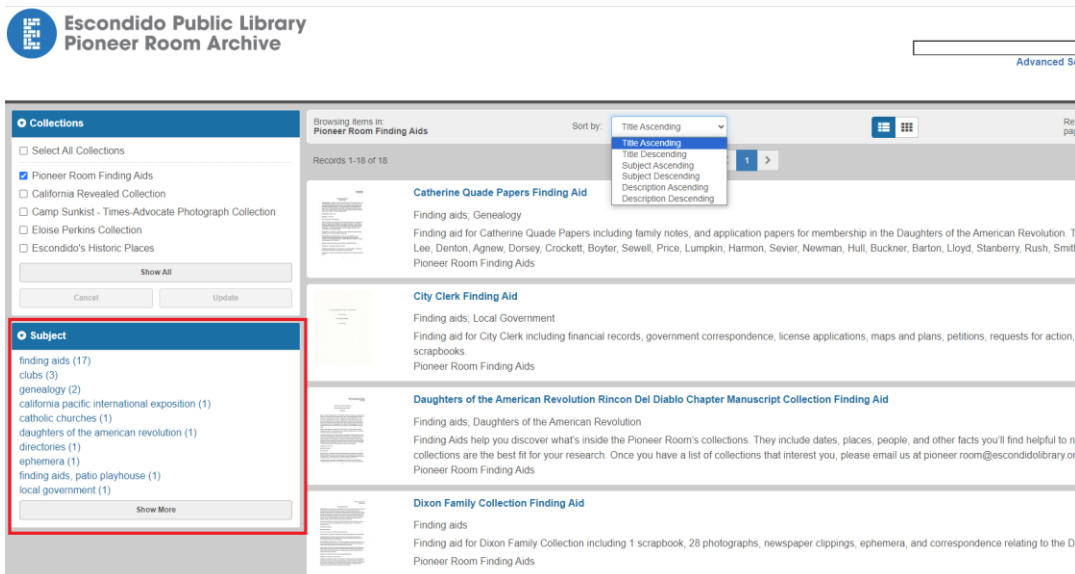 Escondido Public Library
Pioneer Room Archive
Advanced
Collections
Select All Collections
Pioneer Room Finding Aids
California Revealed Collection
Camp Sunkist - Times-Advocate Photograph Collection
Eloise Perkins Collection
Escondido's Historic Places
Show All
Cancel Update
Subject
finding aids (17)
clubs (3)
genealogy (2)
california pacific international exposition (1)
catholic churches (1)
daughters of the american revolution (1)
directories (1)
ephemera (1)
finding aids, patio playhouse (1)
local government (1)
Show More
Browsing items in:
Pioneer Room Finding Aids
Sort by: Title Ascending
Title Ascending
Title Descending
Subject Ascending
Subject Descending
Description Ascending
Description Descending
Records 1-18 of 18
1
Catherine Quade Papers Finding Aid
Finding aids; Genealogy
Finding aid for Catherine Quade Papers including family notes, and application papers for membership in the Daughters of the American Revolution. T
Lee, Denton, Agnew, Dorsey, Crockett, Boyter, Sewell, Price, Lumpkin, Harmon, Sevier, Newman, Hull, Buckner, Barton, Lloyd, Stanberry, Rush, Smith
Pioneer Room Finding Aids
City Clerk Finding Aid
Finding aids; Local Government
Finding aid for City Clerk including financial records, government correspondence, license applications, maps and plans, petitions, requests for action,
scrapbooks.
Pioneer Room Finding Aids
Daughters of the American Revolution Rincon Del Diablo Chapter Manuscript Collection Finding Aid
Finding aids; Daughters of the American Revolution
Finding Aids help you discover what's inside the Pioneer Room's collections. They include dates, places, people, and other facts you'll find helpful to n
collections are the best fit for your research. Once you have a list of collections that interest you, please email us at pioneer.room@escondidolibrary.or
Pioneer Room Finding Aids
Dixon Family Collection Finding Aid
Finding aids
Finding aid for Dixon Family Collection including 1 scrapbook, 28 photographs, newspaper clippings, ephemera, and correspondence relating to the D
Pioneer Room Finding Aids